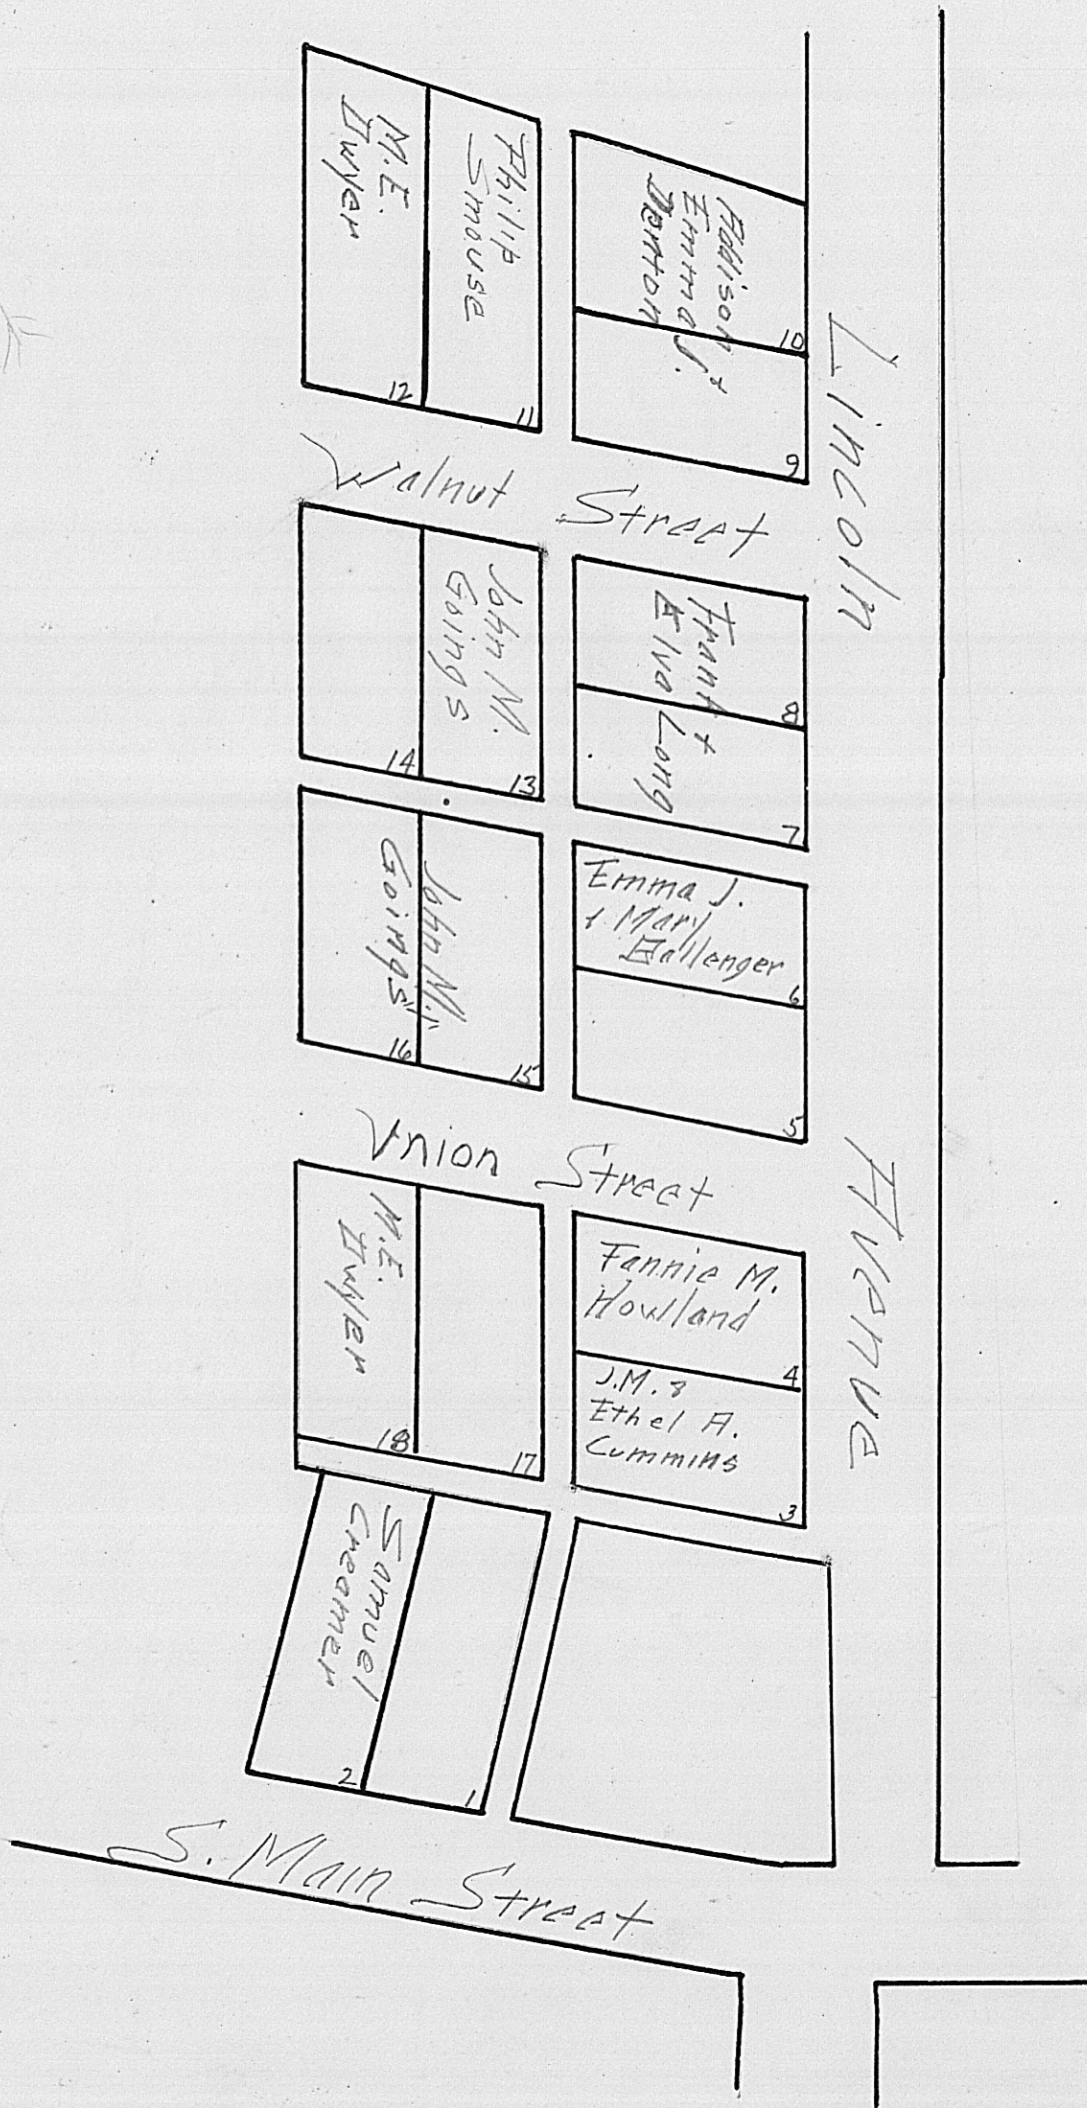 M.E.
Dwyer
12
Philip
Smouse
11
Addison +
Emma J.
Denton
10
9
Lincoln
Walnut Street
14
John N.
Goings
13
Frank +
Elva Long
8
7
John N.
Goings
16
15
Emma J.
& Mary
Ballenger
6
5
Union Street
Avenue
M.E.
Dwyer
18
17
Fannie M.
Howland
4
J.M. &
Ethel A.
Cummins
3
Samuel
Creamer
2
1
S. Main Street